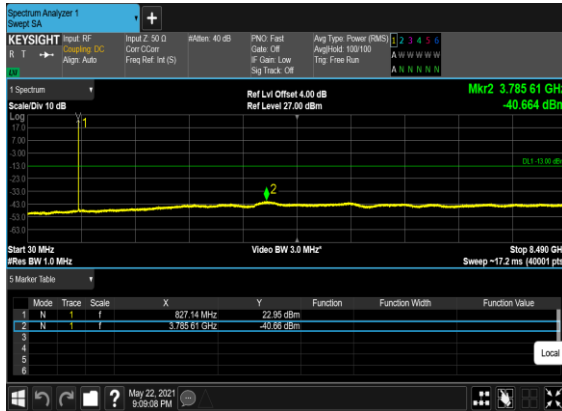 Spectrum Analyzer 1
Swept SA
+
KEYSIGHT Input: RF Input Z: 50 Ω #Atten: 40 dB PNO: Fast Avg Type: Power (RMS) 1 2 3 4 5 6
R T Coupling: DC Corr CCorr Gate: Off Avg|Hold: 100/100 A W W W W W
Align: Auto Freq Ref: Int (S) IF Gain: Low Trig: Free Run
Sig Track: Off A N N N N N
1 Spectrum
Scale/Div 10 dB Ref Lvl Offset 4.00 dB Mkr2 3.785 61 GHz
Ref Level 27.00 dBm -40.664 dBm
Log
1
17.0
7.00
-3.00
-13.0 DL1 -13.00 dBm
-23.0
-33.0
2
-43.0
-53.0
-63.0
Start 30 MHz Video BW 3.0 MHz* Stop 8.490 GHz
#Res BW 1.0 MHz Sweep ~17.2 ms (40001 pts)
5 Marker Table
Mode Trace Scale X Y Function Function Width Function Value
1 N 1 f 827.14 MHz 22.95 dBm
2 N 1 f 3.785 61 GHz -40.66 dBm
3
4
5
6
Local
? May 22, 2021
9:09:08 PM